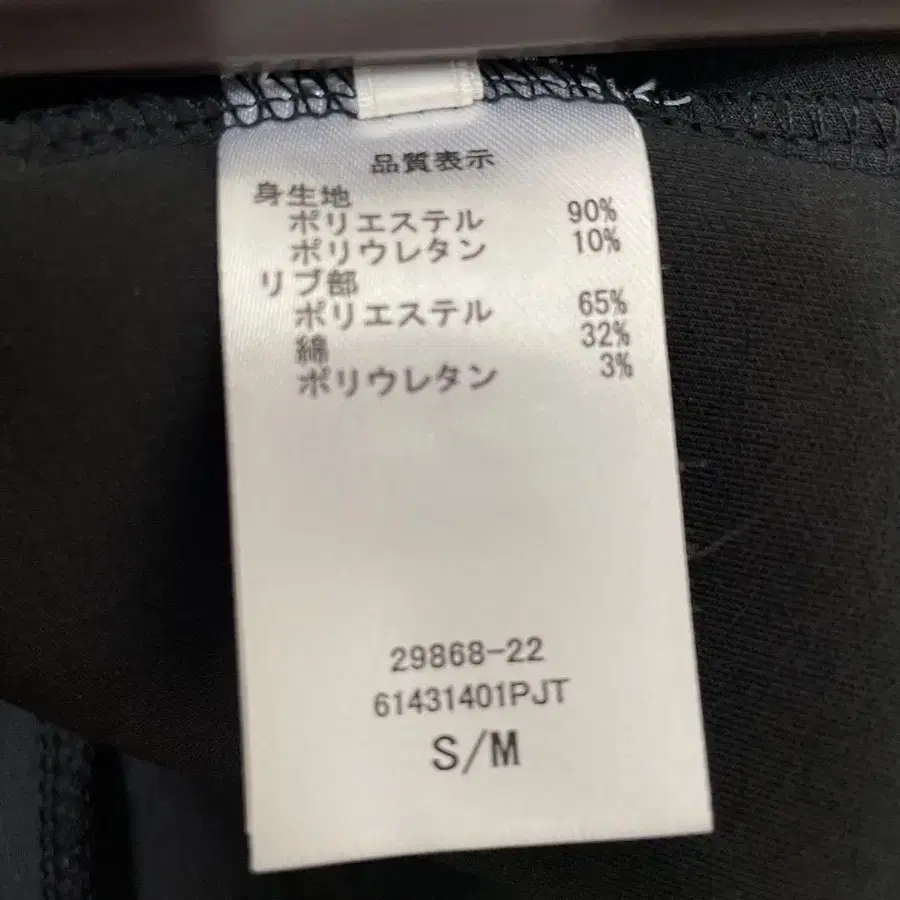 品質表示
身生地
ポリエステル 90%
ポリウレタン 10%
リブ部
ポリエステル 65%
綿 32%
ポリウレタン 3%
29868-22
61431401PJT
S/M